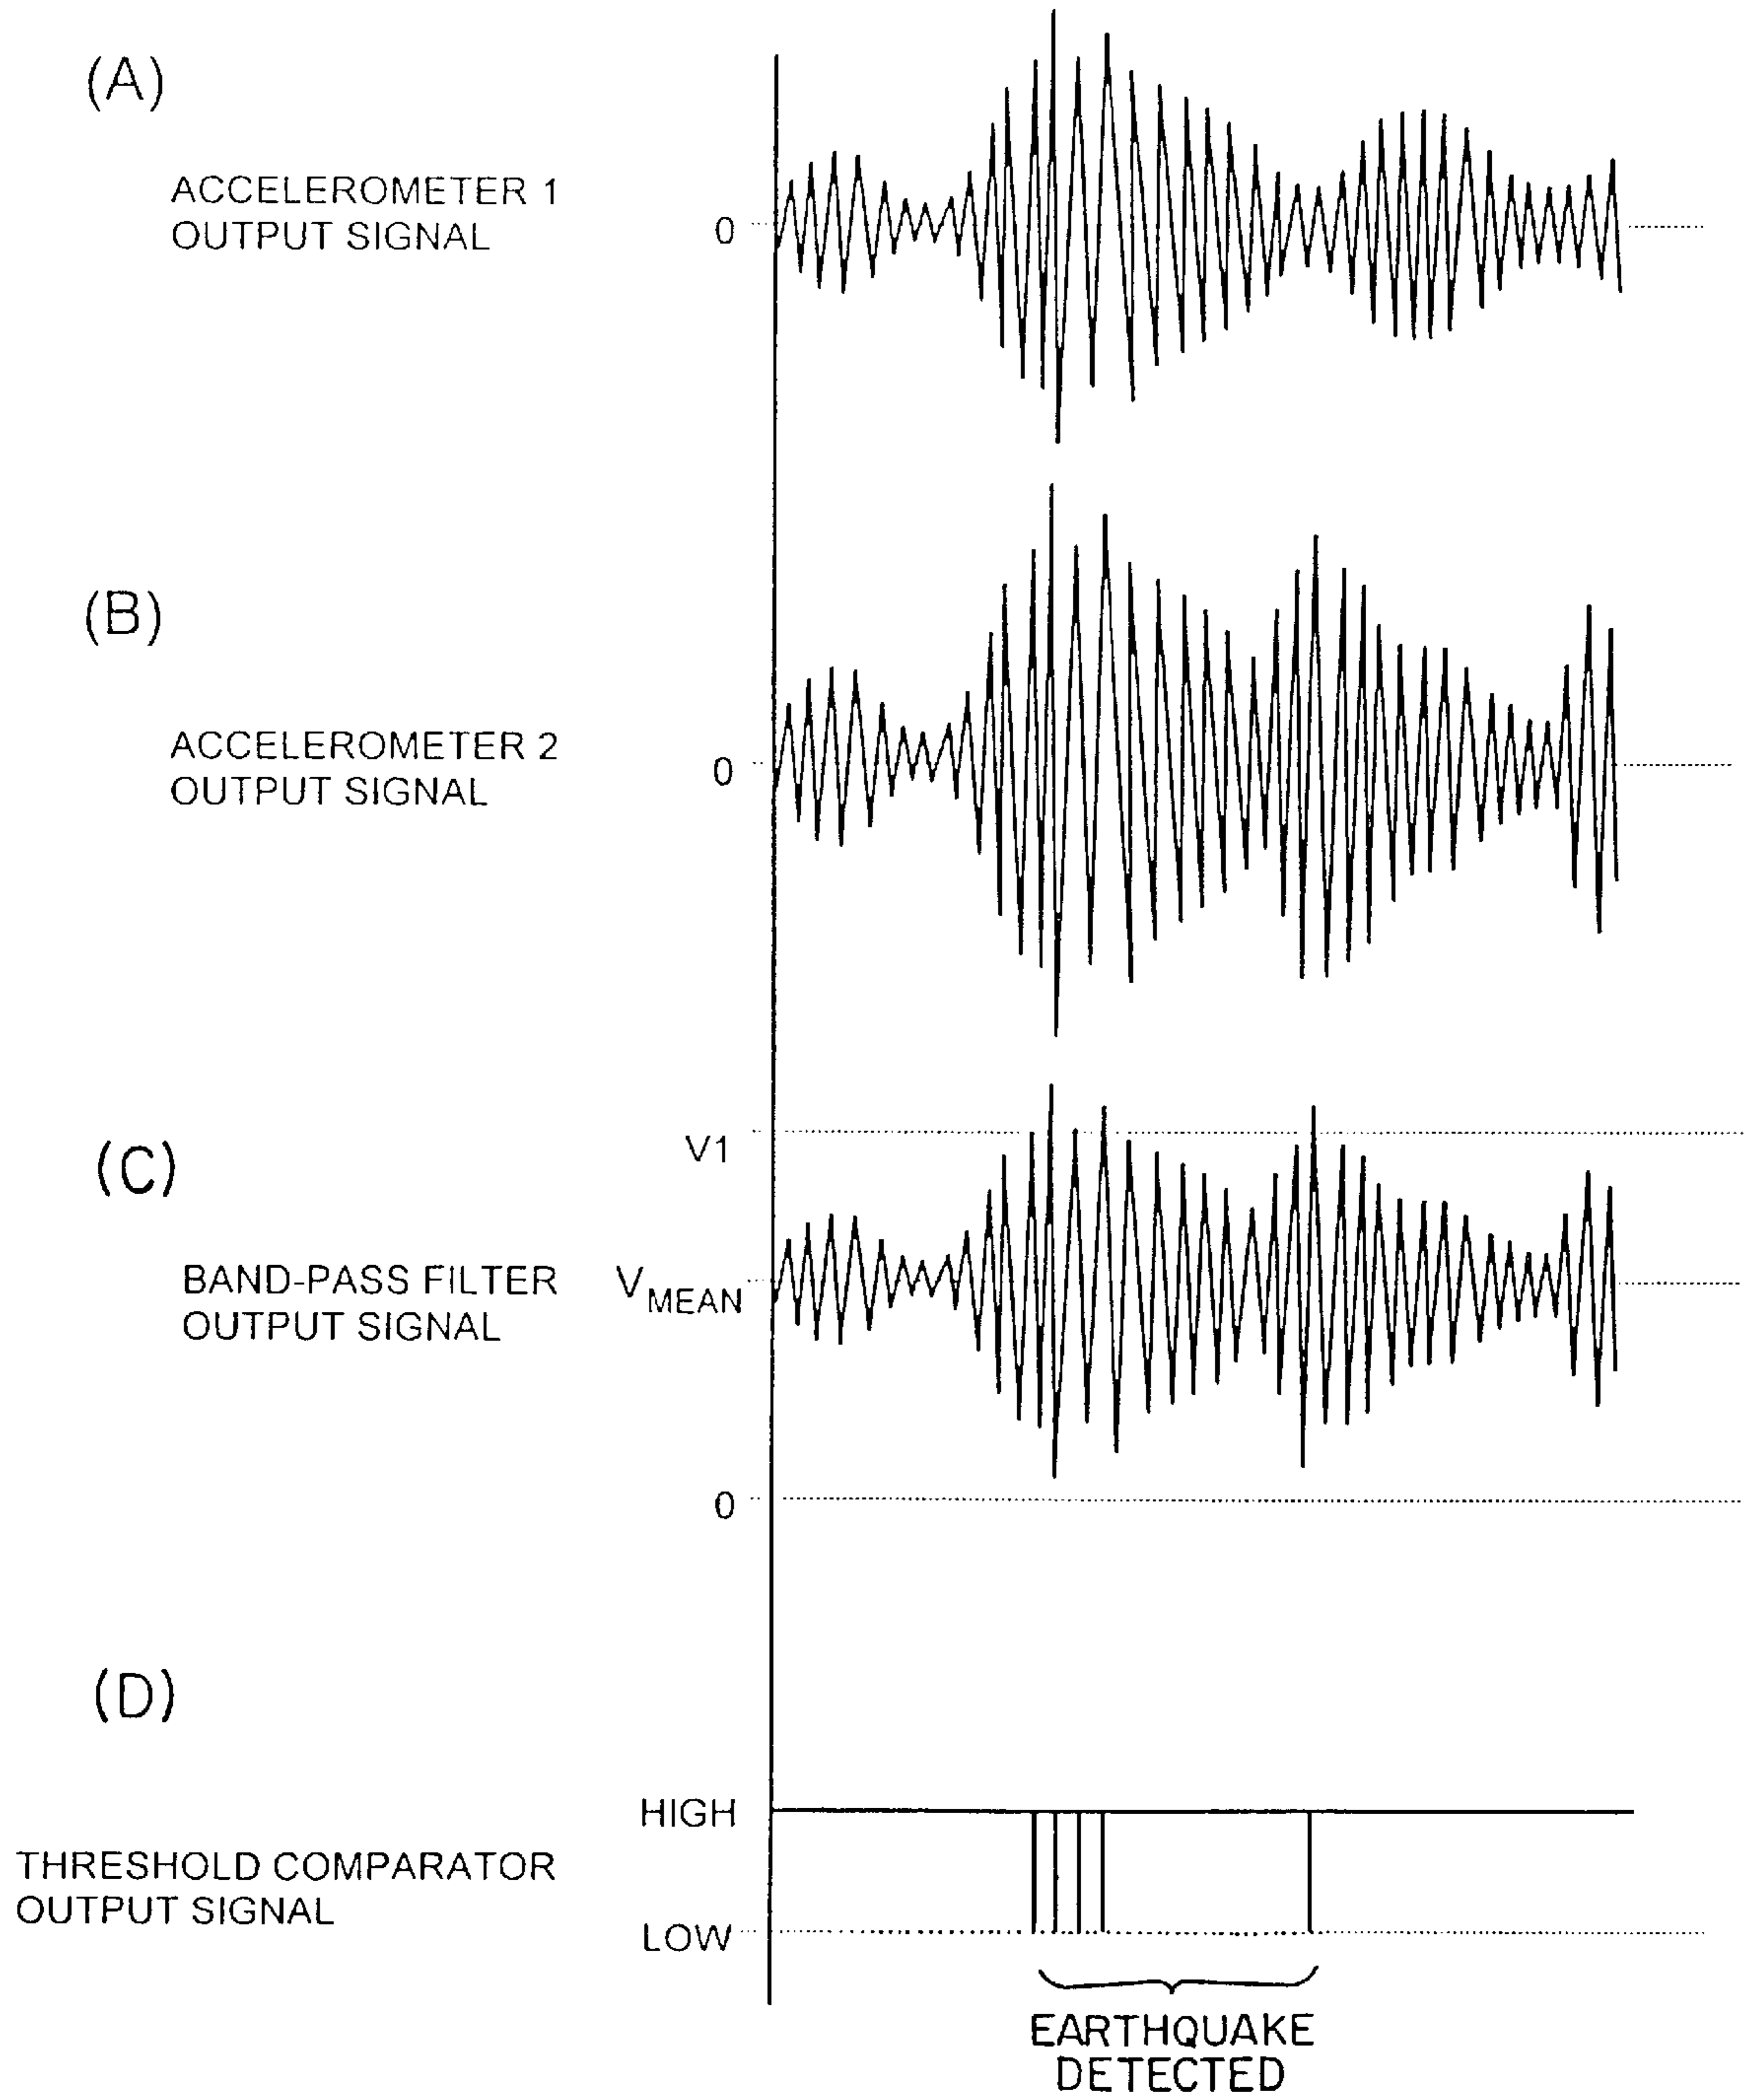 (A)
ACCELEROMETER 1
OUTPUT SIGNAL
0
(B)
ACCELEROMETER 2
OUTPUT SIGNAL
0
(C)
V1
BAND-PASS FILTER
OUTPUT SIGNAL
VMEAN
0
(D)
HIGH
THRESHOLD COMPARATOR
OUTPUT SIGNAL
LOW
EARTHQUAKE
DETECTED